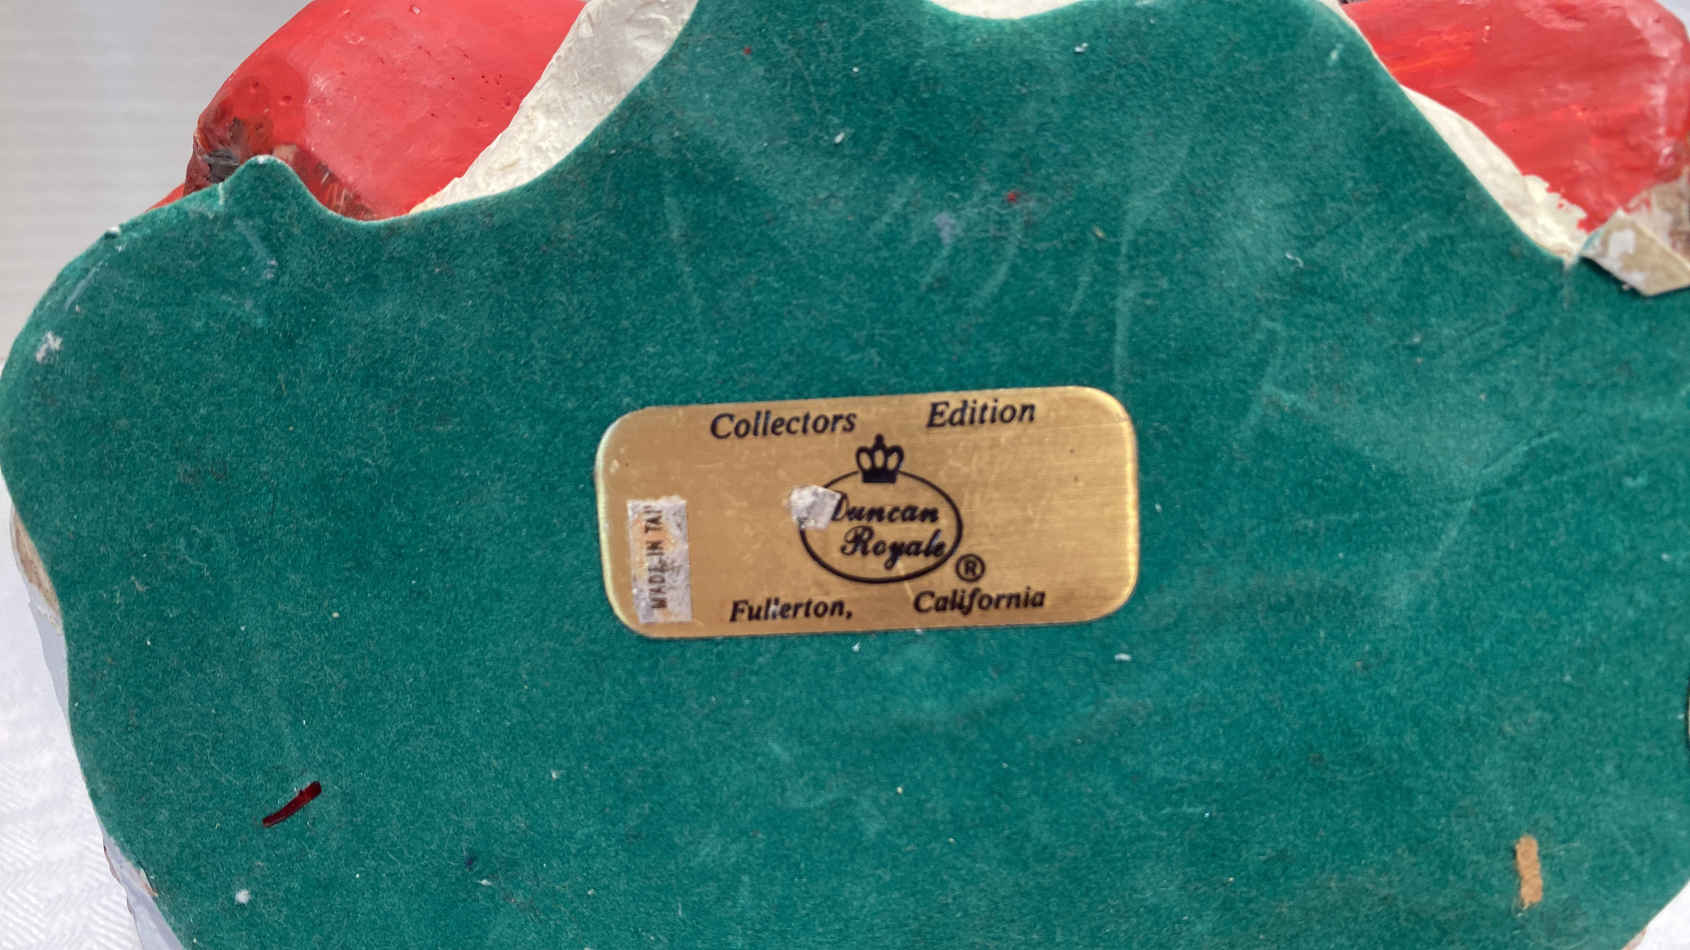 Collectors Edition
Duncan
Royale
®
Fullerton, California
MADE IN TAI